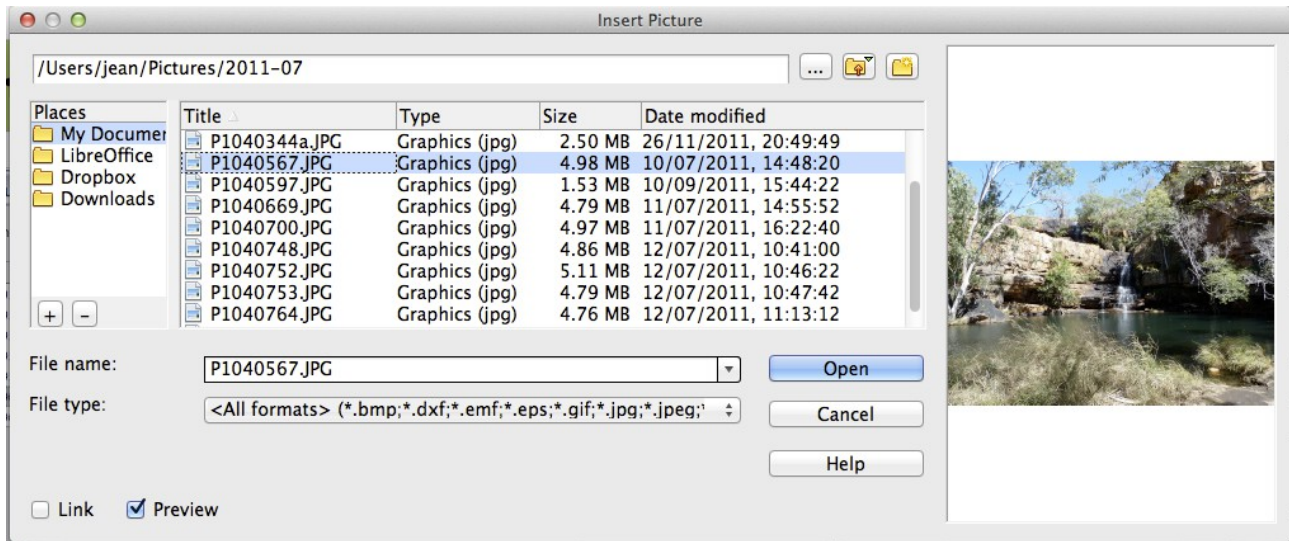 Insert Picture
/Users/jean/Pictures/2011-07
...
Places
My Documer
LibreOffice
Dropbox
Downloads
+ -
Title Type Size Date modified
P1040344a.JPG Graphics (jpg) 2.50 MB 26/11/2011, 20:49:49
P1040567.JPG Graphics (jpg) 4.98 MB 10/07/2011, 14:48:20
P1040597.JPG Graphics (jpg) 1.53 MB 10/09/2011, 15:44:22
P1040669.JPG Graphics (jpg) 4.79 MB 11/07/2011, 14:55:52
P1040700.JPG Graphics (jpg) 4.97 MB 11/07/2011, 16:22:40
P1040748.JPG Graphics (jpg) 4.86 MB 12/07/2011, 10:41:00
P1040752.JPG Graphics (jpg) 5.11 MB 12/07/2011, 10:46:22
P1040753.JPG Graphics (jpg) 4.79 MB 12/07/2011, 10:47:42
P1040764.JPG Graphics (jpg) 4.76 MB 12/07/2011, 11:13:12
File name: P1040567.JPG Open
File type: <All formats> (*.bmp;*.dxf;*.emf;*.eps;*.gif;*.jpg;*.jpeg; Cancel
Help
Link Preview